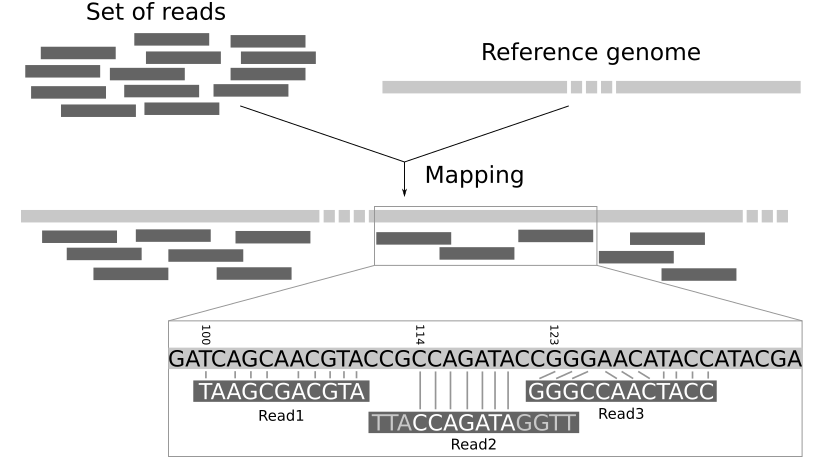 Set of reads
Reference genome
Mapping
100
114
123
GATCAGCAACGTACCGCCAGATACCGGGAACATACCATACGA
TAAGCGACGTA
GGGCCAACTACC
Read1
Read3
TTACCAGATAGGTT
Read2